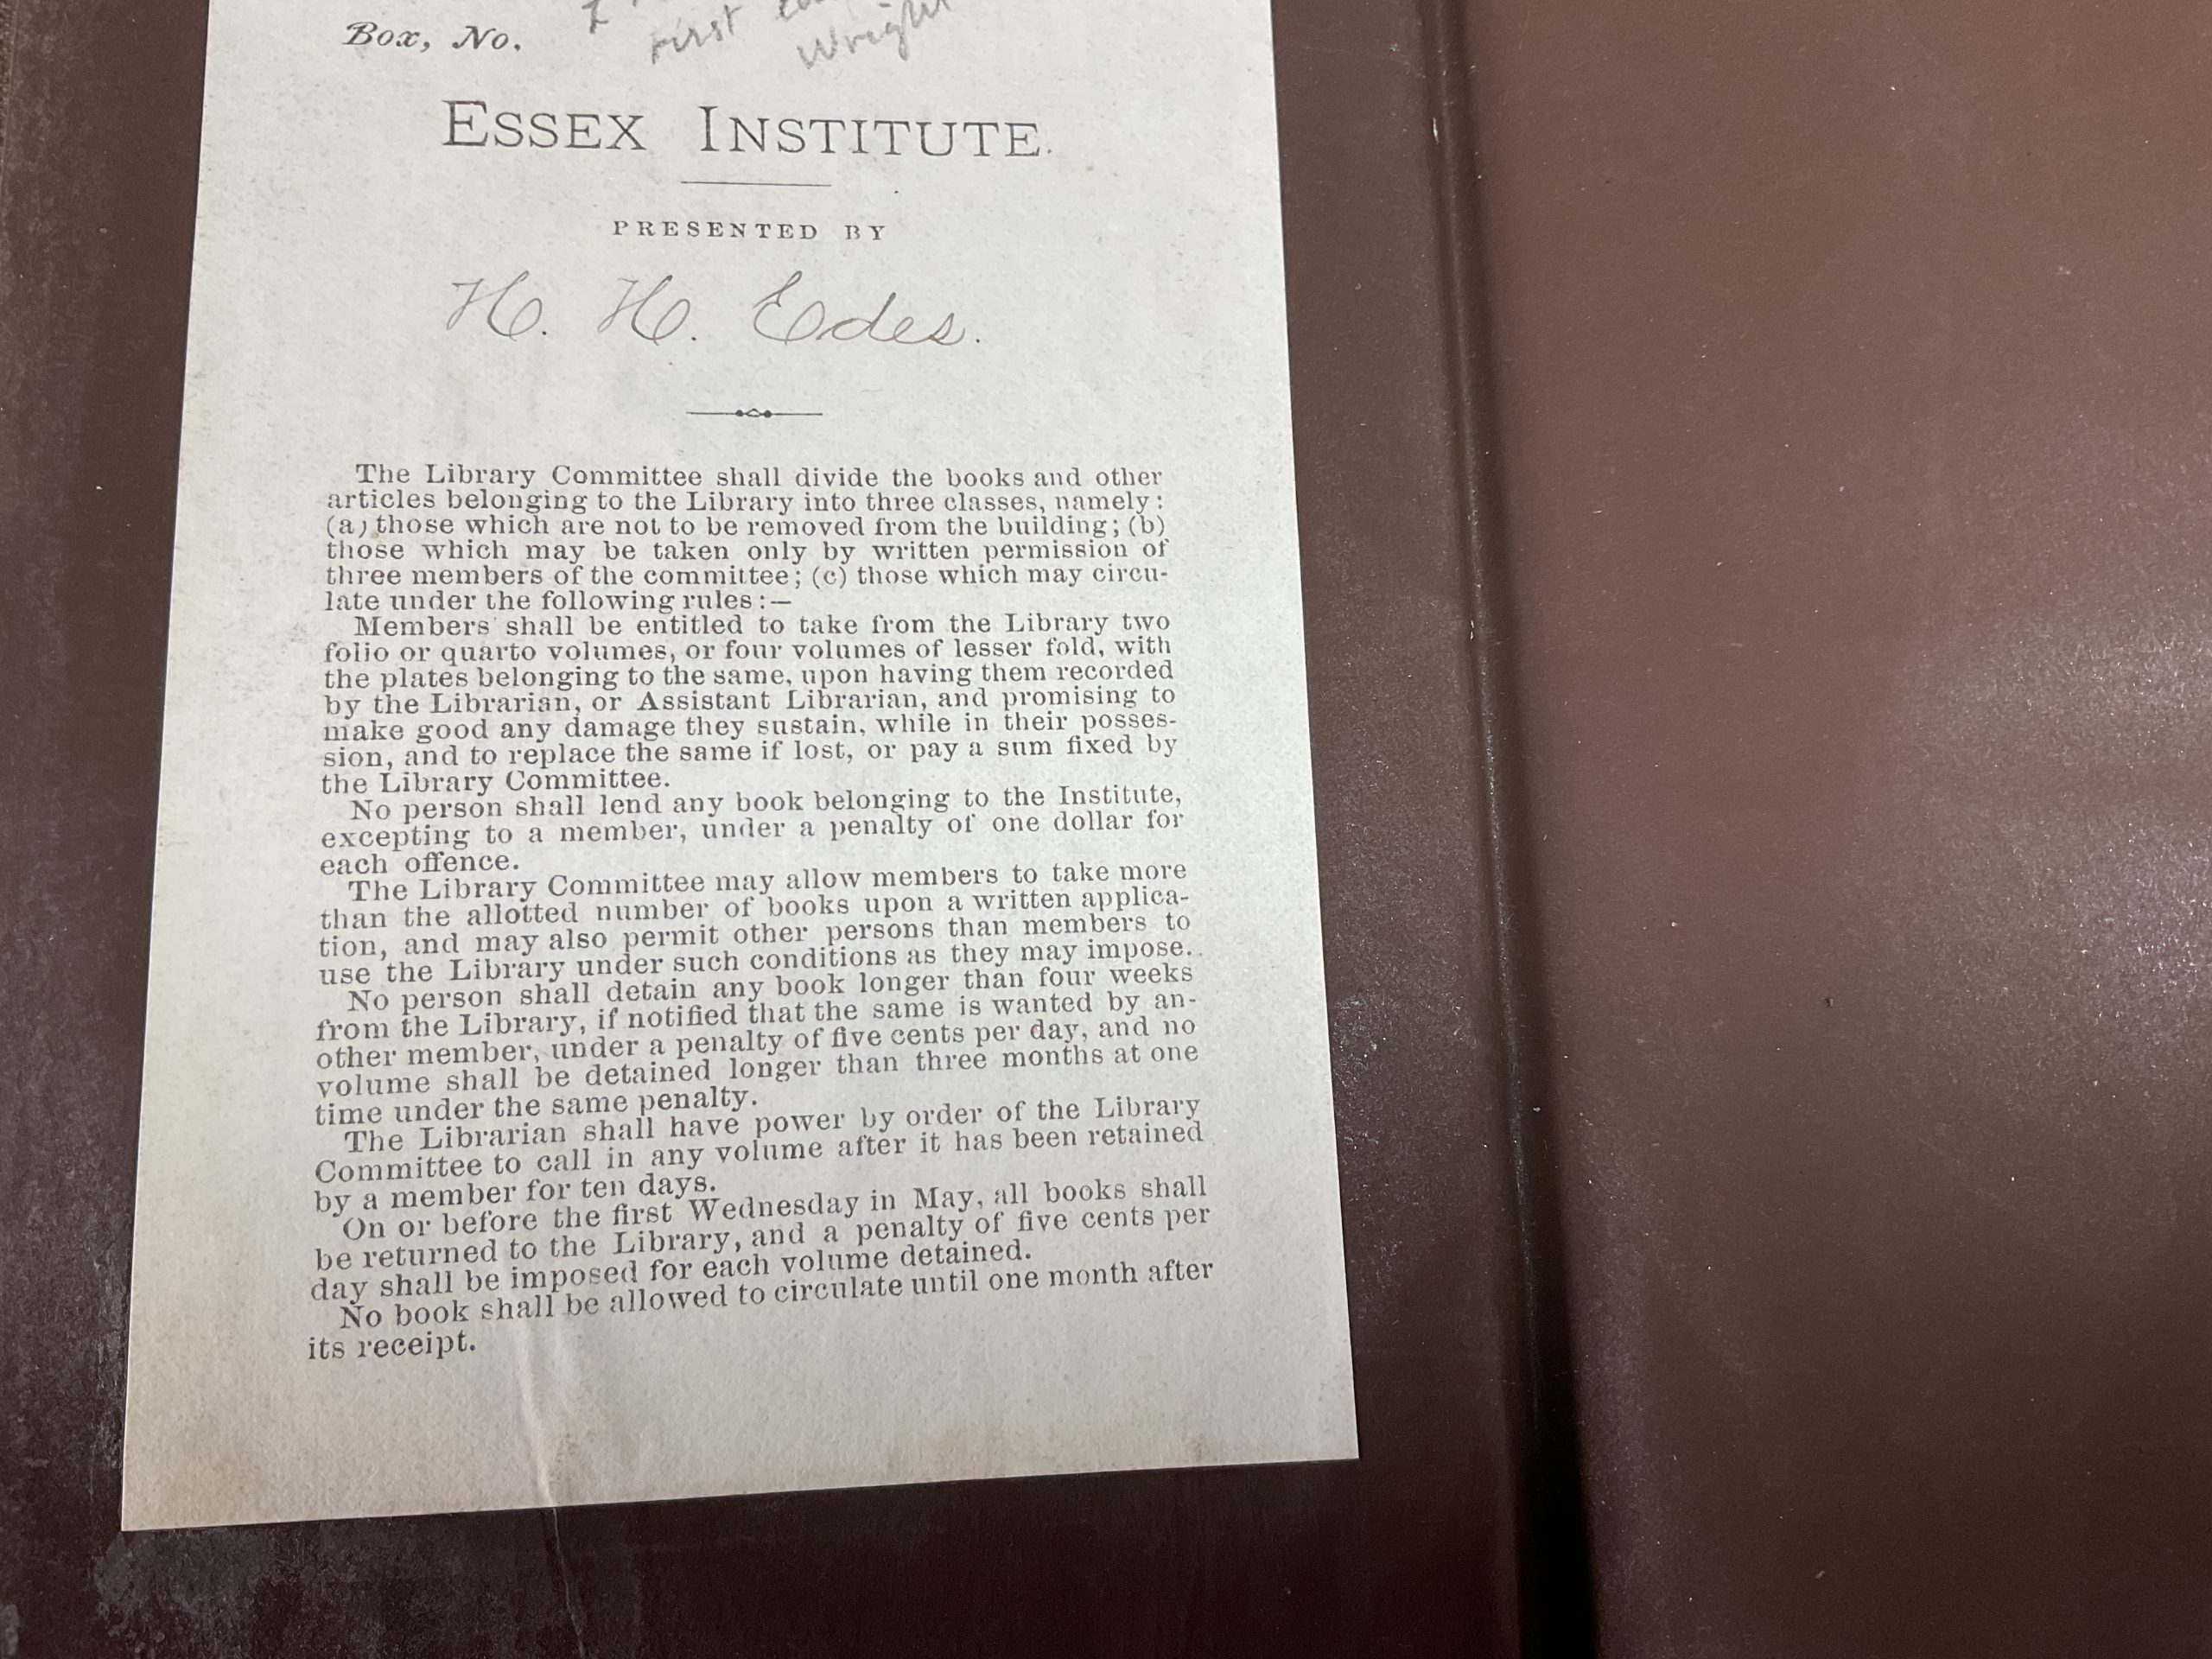 Box, No.
First
Wright
ESSEX INSTITUTE.
PRESENTED BY
H. H. Edes.
The Library Committee shall divide the books and other
articles belonging to the Library into three classes, namely:
(a) those which are not to be removed from the building; (b)
those which may be taken only by written permission of
three members of the committee; (c) those which may circu-
late under the following rules:—
Members shall be entitled to take from the Library two
folio or quarto volumes, or four volumes of lesser fold, with
the plates belonging to the same, upon having them recorded
by the Librarian, or Assistant Librarian, and promising to
make good any damage they sustain, while in their posses-
sion, and to replace the same if lost, or pay a sum fixed by
the Library Committee.
No person shall lend any book belonging to the Institute,
excepting to a member, under a penalty of one dollar for
each offence.
The Library Committee may allow members to take more
than the allotted number of books upon a written applica-
tion, and may also permit other persons than members to
use the Library under such conditions as they may impose.
No person shall detain any book longer than four weeks
from the Library, if notified that the same is wanted by an-
other member, under a penalty of five cents per day, and no
volume shall be detained longer than three months at one
time under the same penalty.
The Librarian shall have power by order of the Library
Committee to call in any volume after it has been retained
by a member for ten days.
On or before the first Wednesday in May, all books shall
be returned to the Library, and a penalty of five cents per
day shall be imposed for each volume detained.
No book shall be allowed to circulate until one month after
its receipt.